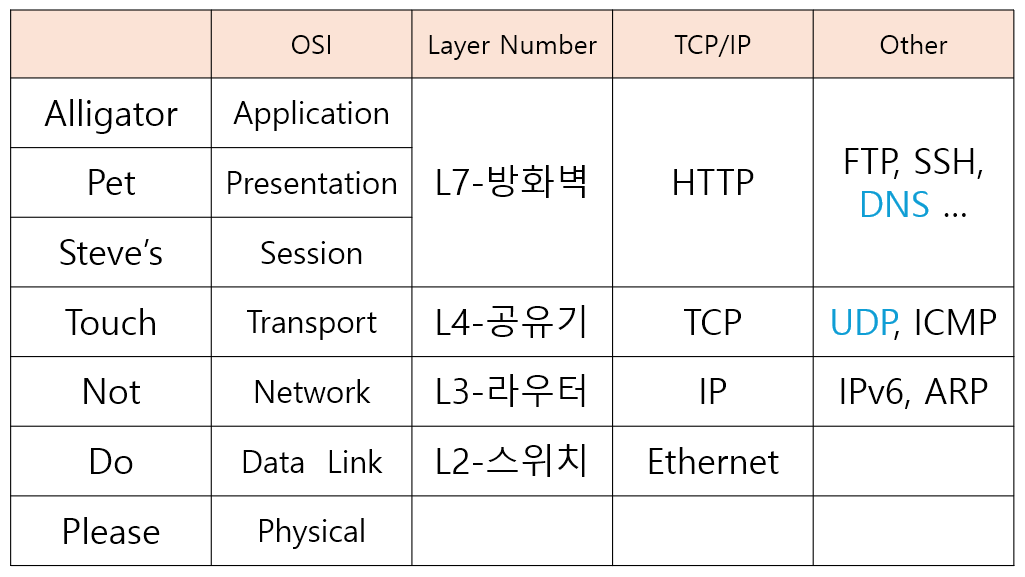 OSI Layer Number TCP/IP Other
Alligator Application
Pet Presentation L7-방화벽 HTTP FTP, SSH,
DNS ...
Steve's Session
Touch Transport L4-공유기 TCP UDP, ICMP
Not Network L3-라우터 IP IPv6, ARP
Do Data Link L2-스위치 Ethernet
Please Physical